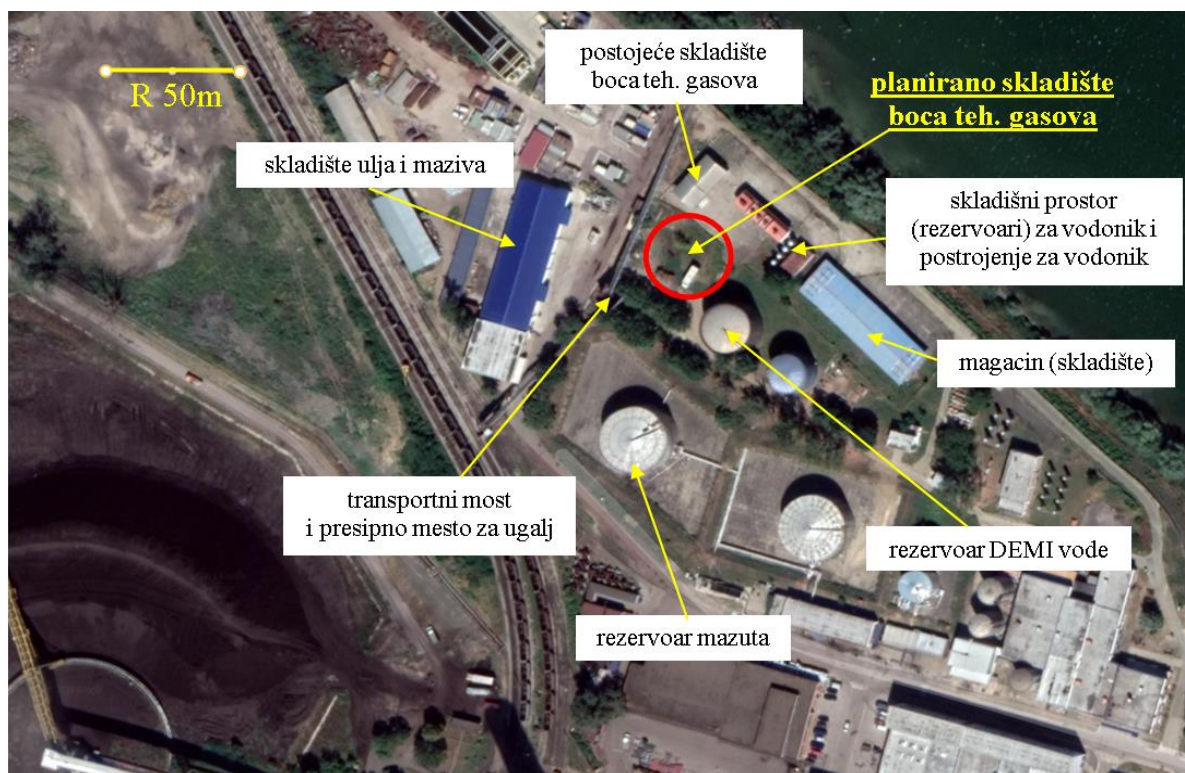 R 50m
postojeće skladište
boca teh. gasova
planirano skladište
boca teh. gasova
skladište ulja i maziva
skladišni prostor
(rezervoari) za vodonik i
postrojenje za vodonik
magacin (skladište)
transportni most
i presipno mesto za ugalj
rezervoar DEMI vode
rezervoar mazuta